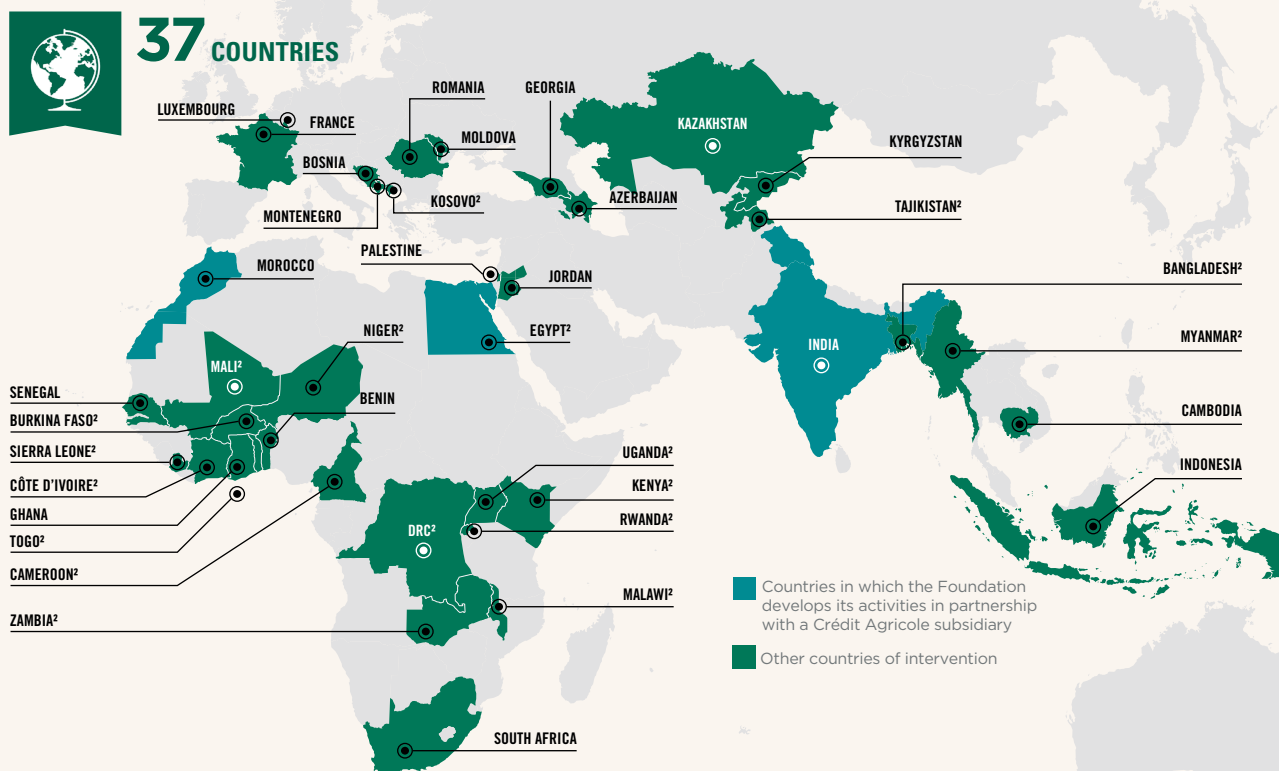 37 COUNTRIES
LUXEMBOURG
FRANCE
ROMANIA
GEORGIA
MOLDOVA
BOSNIA
KOSOVO²
MONTENEGRO
AZERBAIJAN
KAZAKHSTAN
KYRGYZSTAN
TAJIKISTAN²
PALESTINE
MOROCCO
JORDAN
EGYPT²
BANGLADESH²
MYANMAR²
INDIA
CAMBODIA
INDONESIA
NIGER²
MALI²
BENIN
SENEGAL
BURKINA FASO²
SIERRA LEONE²
CÔTE D’IVOIRE²
GHANA
TOGO²
CAMEROON²
ZAMBIA²
UGANDA²
KENYA²
RWANDA²
DRC²
MALAWI²
SOUTH AFRICA
Countries in which the Foundation
develops its activities in partnership
with a Crédit Agricole subsidiary
Other countries of intervention